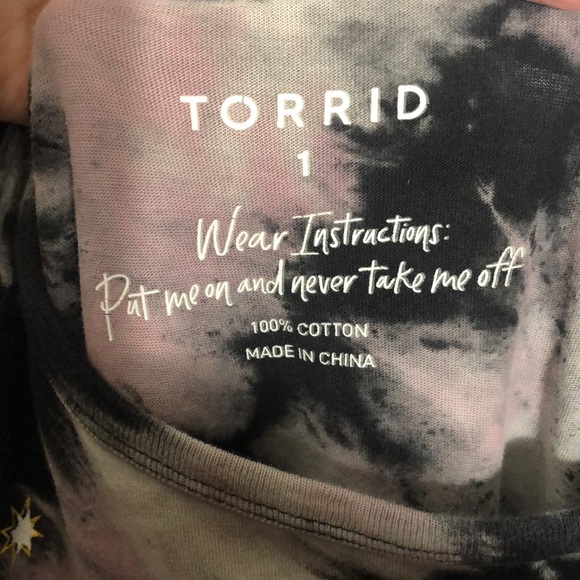 TORRID
1
Wear Instructions:
Put me on and never take me off
100% COTTON
MADE IN CHINA